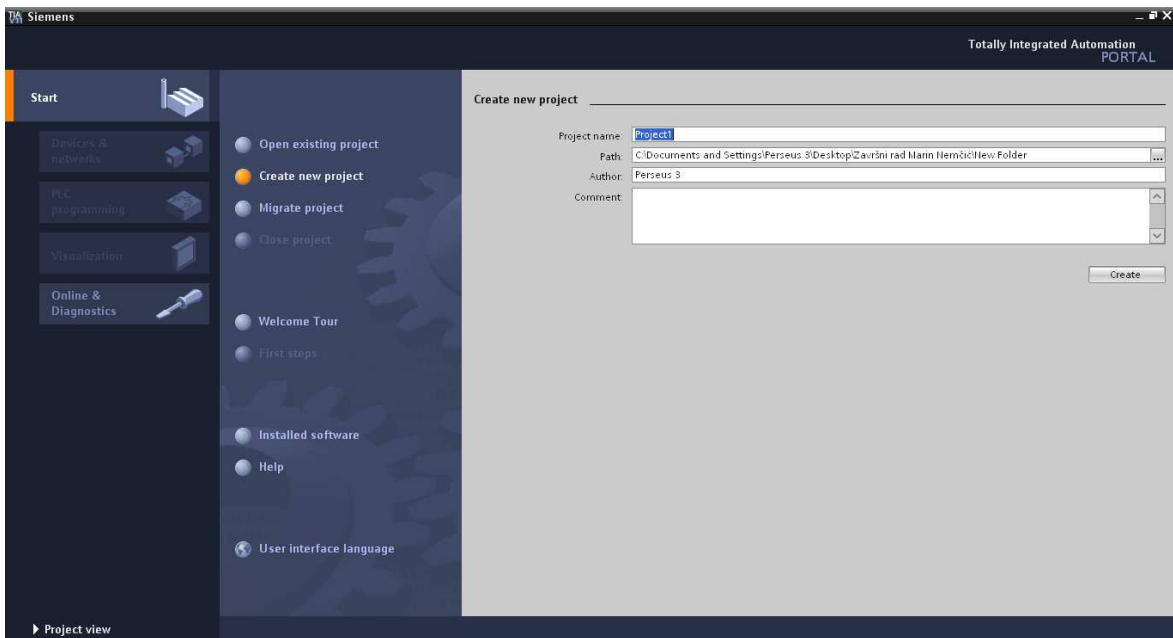 TIA Siemens
Totally Integrated Automation
PORTAL
Start
Devices &
networks
PLC
programming
Visualization
Online &
Diagnostics
Open existing project
Create new project
Migrate project
Close project
Welcome Tour
First steps
Installed software
Help
User interface language
Create new project
Project name: Project1
Path: C:\Documents and Settings\Perseus 3\Desktop\Završni rad Marin Nemčić\New Folder
...
Author: Perseus 3
Comment:
Create
Project view